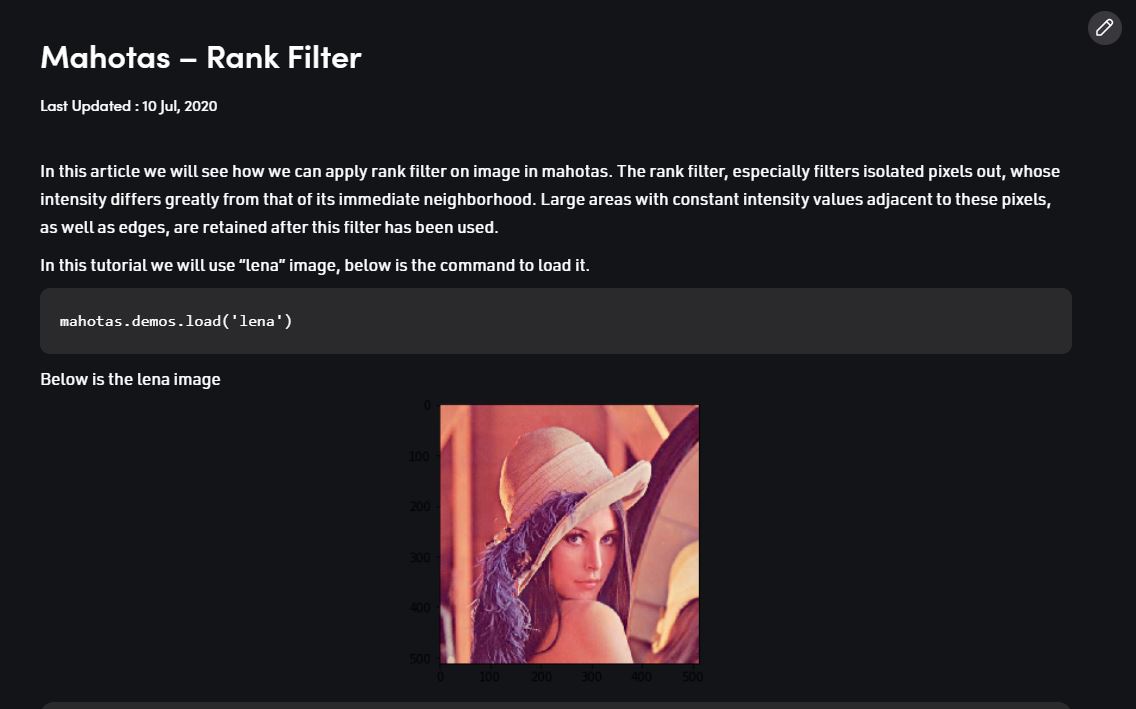 Mahotas – Rank Filter
Last Updated : 10 Jul, 2020
In this article we will see how we can apply rank filter on image in mahotas. The rank filter, especially filters isolated pixels out, whose
intensity differs greatly from that of its immediate neighborhood. Large areas with constant intensity values adjacent to these pixels,
as well as edges, are retained after this filter has been used.
In this tutorial we will use “lena” image, below is the command to load it.
mahotas.demos.load('lena')
Below is the lena image
0
100
200
300
400
500
0 100 200 300 400 500